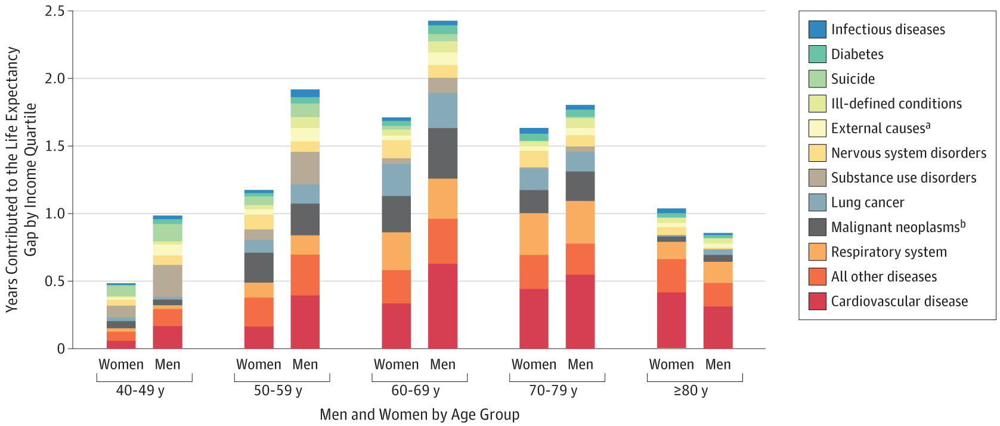 Years Contributed to the Life Expectancy
Gap by Income Quartile
2.5
2.0
1.5
1.0
0.5
0
Women Men Women Men Women Men Women Men Women Men
40-49 y 50-59 y 60-69 y 70-79 y ≥80 y
Men and Women by Age Group
Infectious diseases
Diabetes
Suicide
Ill-defined conditions
External causesª
Nervous system disorders
Substance use disorders
Lung cancer
Malignant neoplasmsᵇ
Respiratory system
All other diseases
Cardiovascular disease